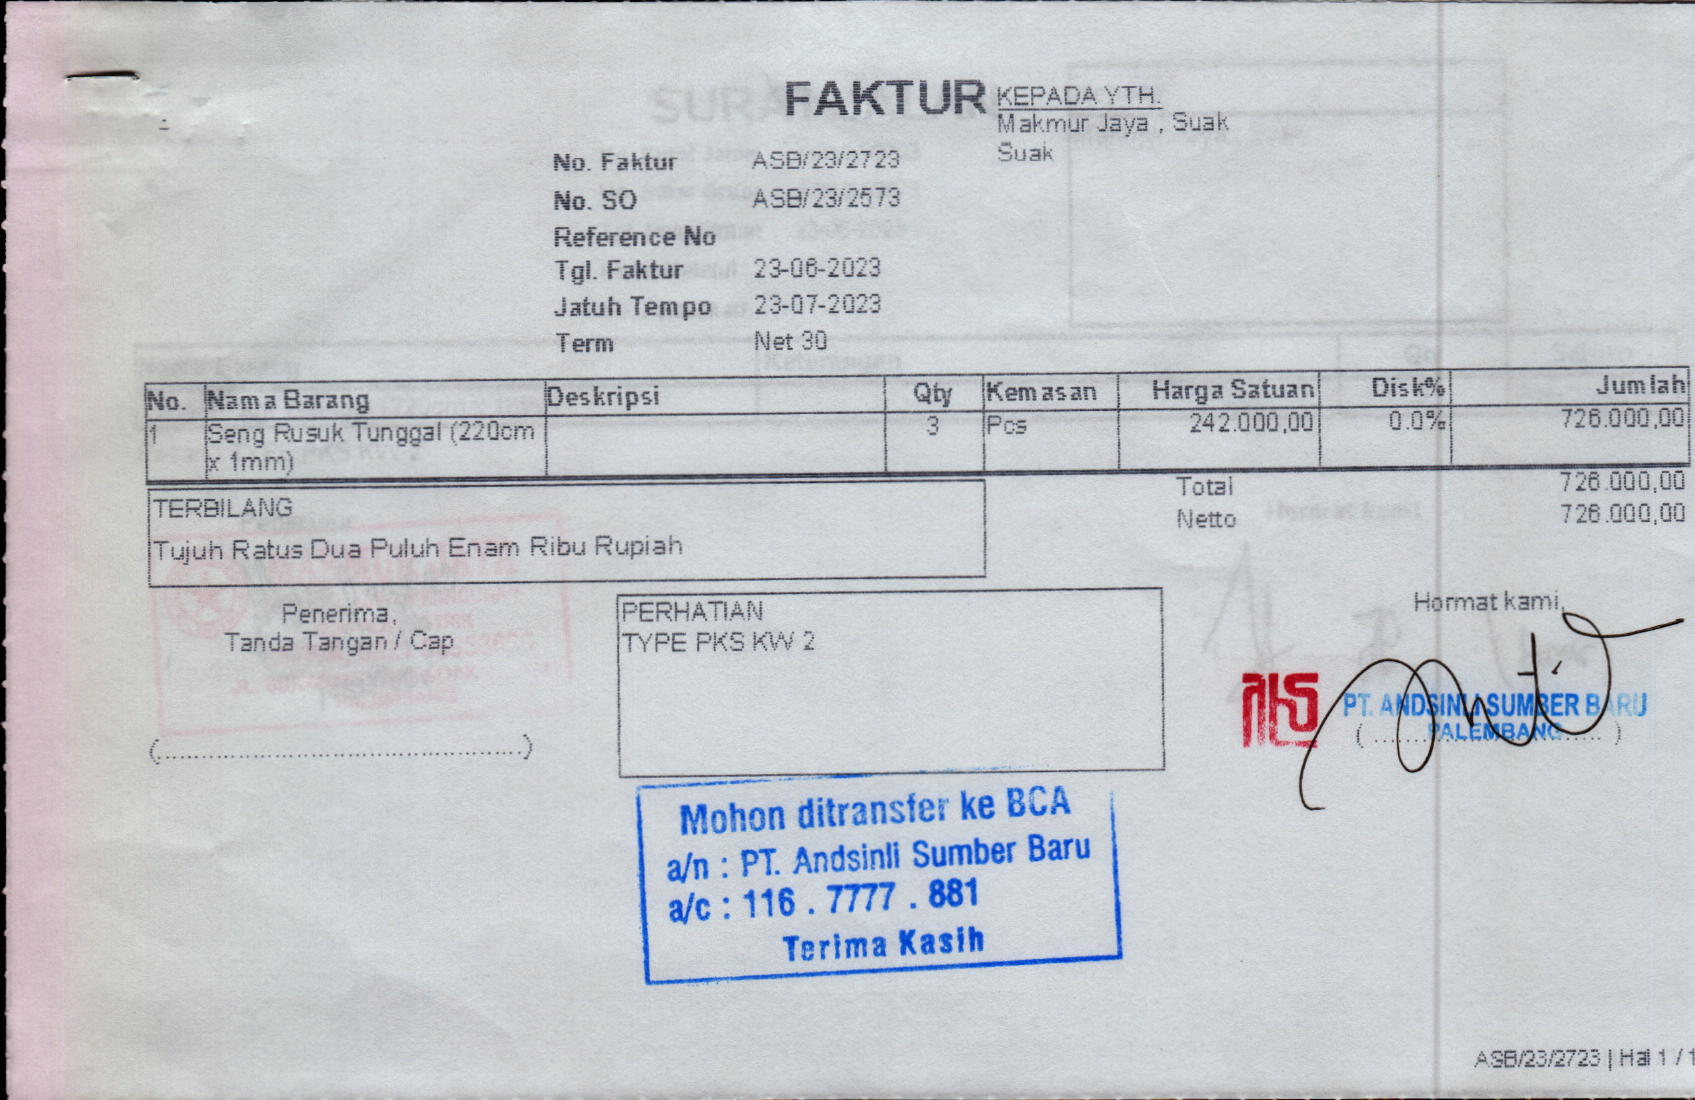 FAKTUR
KEPADA YTH.
Makmur Jaya , Suak
Suak
No. Faktur ASB/23/2723
No. SO ASB/23/2573
Reference No
Tgl. Faktur 23-06-2023
Jatuh Tempo 23-07-2023
Term Net 30
No. Nama Barang Deskripsi Qty Kemasan Harga Satuan Disk% Jumlah
1 Seng Rusuk Tunggal (220cm 3 Pcs 242.000,00 0.0% 726.000,00
x 1mm)
Total 726.000,00
Netto 726.000,00
TERBILANG
Tujuh Ratus Dua Puluh Enam Ribu Rupiah
Penerima,
Tanda Tangan / Cap
(................................................)
PERHATIAN
TYPE PKS KW 2
Hormat kami,
PT. ANDSINLI SUMBER BARU
PALEMBANG
Mohon ditransfer ke BCA
a/n : PT. Andsinli Sumber Baru
a/c : 116 . 7777 . 881
Terima Kasih
ASB/23/2723 | Hal 1 / 1